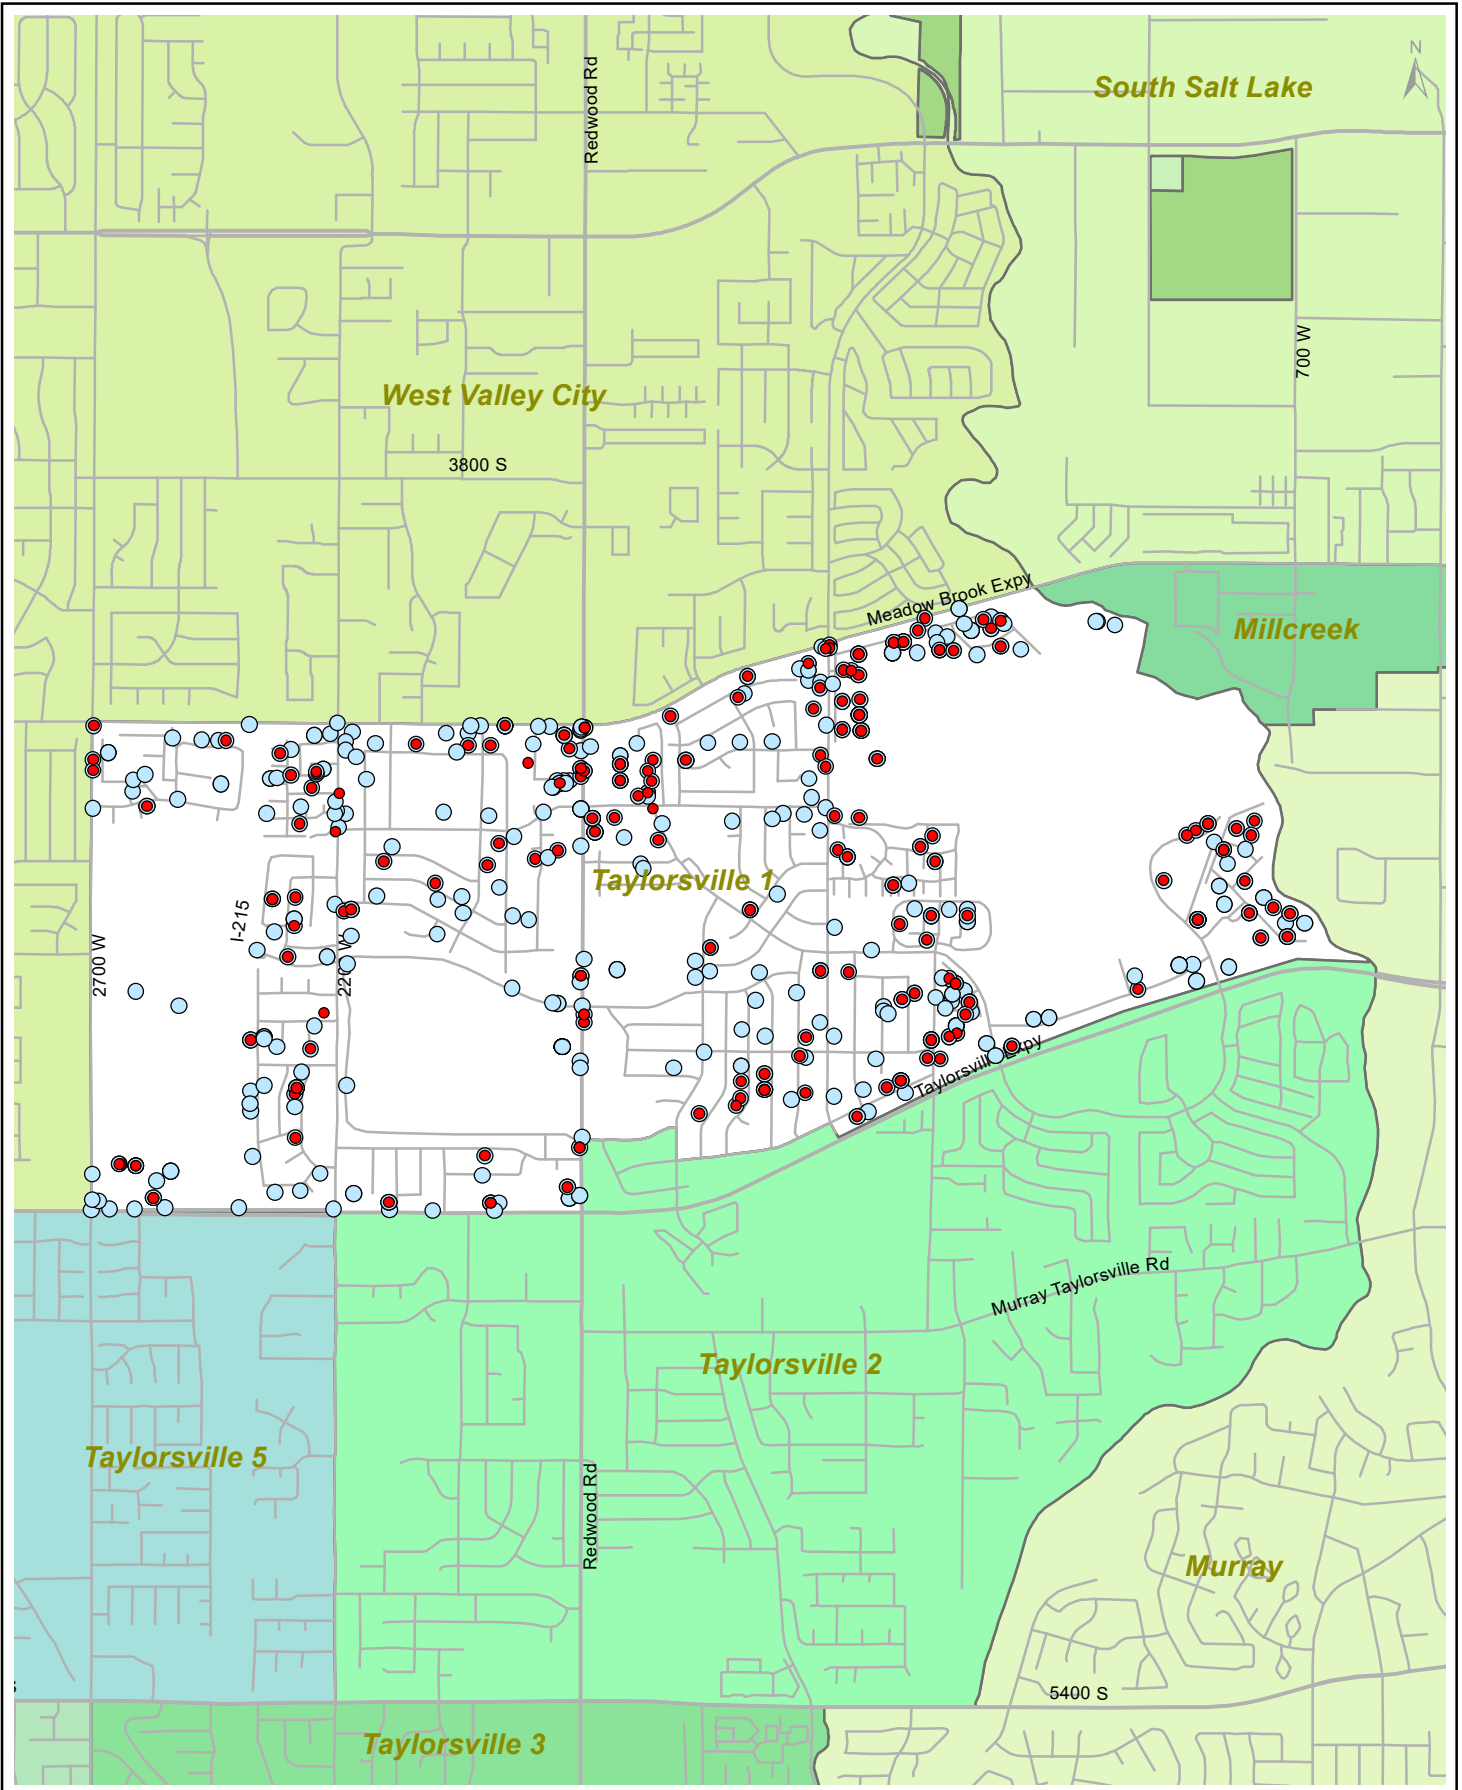 N
South Salt Lake
Redwood Rd
700 W
West Valley City
3800 S
Meadow Brook Expy
Millcreek
Taylorsville 1
I-215
2700 W
2200 W
Taylorsville Expy
Murray Taylorsville Rd
Taylorsville 2
Taylorsville 5
Redwood Rd
Murray
5400 S
Taylorsville 3